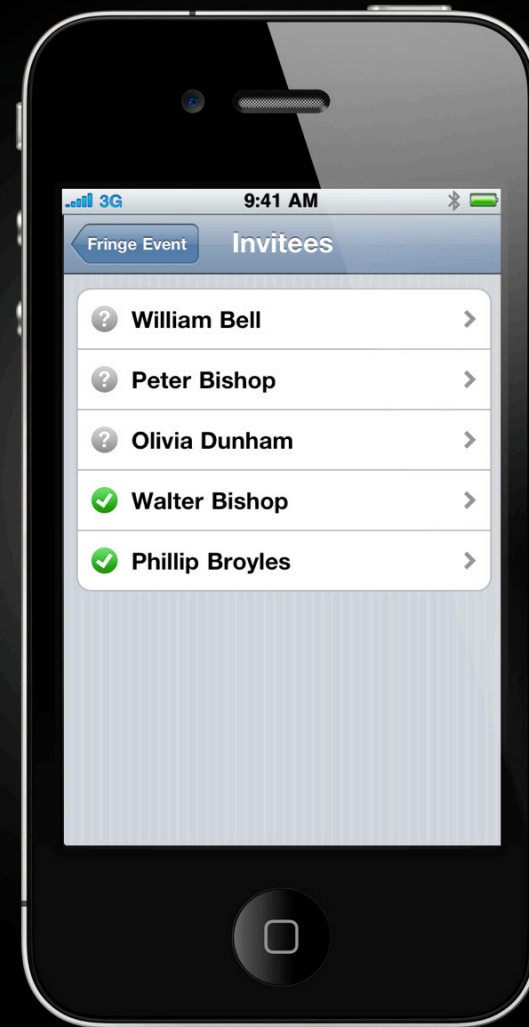 3G 9:41 AM
Fringe Event Invitees
? William Bell
? Peter Bishop
? Olivia Dunham
Walter Bishop
Phillip Broyles